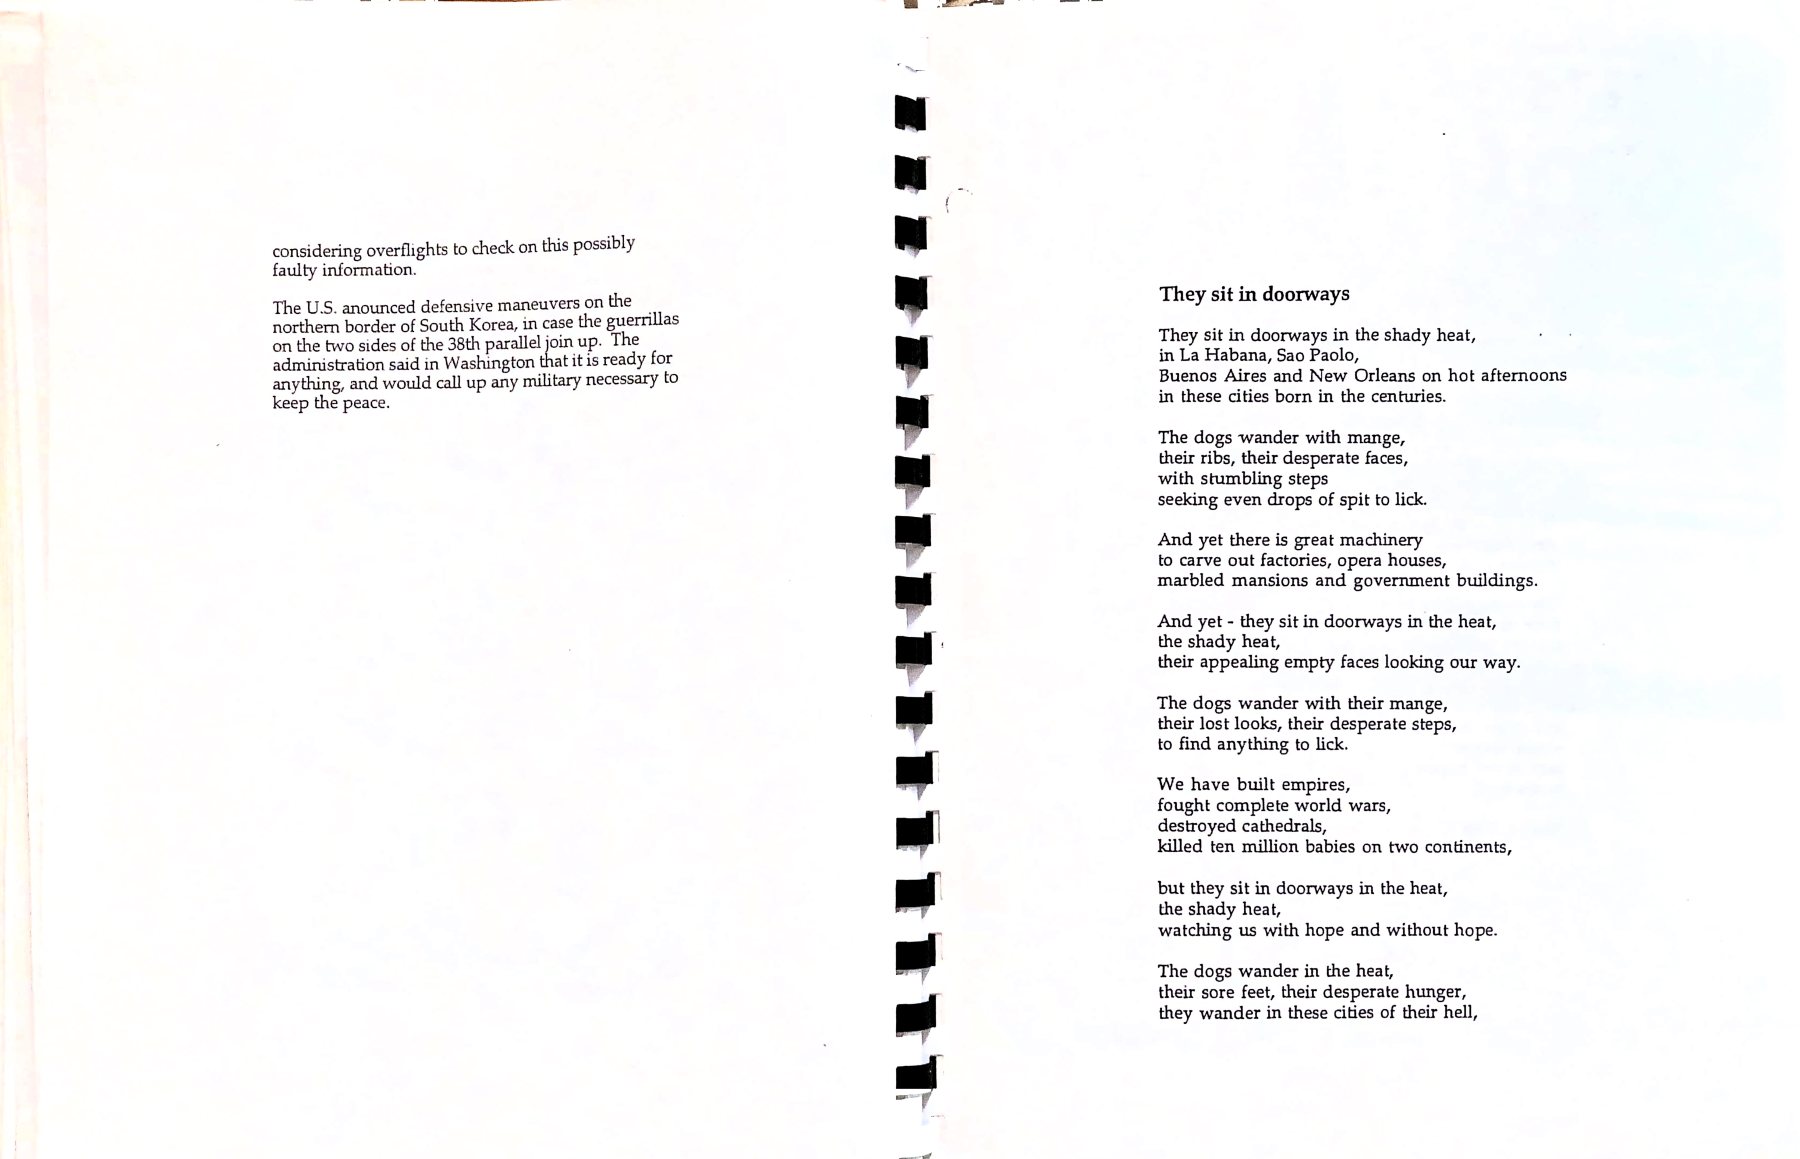 considering overflights to check on this possibly
faulty information.
The U.S. anounced defensive maneuvers on the
northern border of South Korea, in case the guerrillas
on the two sides of the 38th parallel join up. The
administration said in Washington that it is ready for
anything, and would call up any military necessary to
keep the peace.
They sit in doorways
They sit in doorways in the shady heat,
in La Habana, Sao Paolo,
Buenos Aires and New Orleans on hot afternoons
in these cities born in the centuries.
The dogs wander with mange,
their ribs, their desperate faces,
with stumbling steps
seeking even drops of spit to lick.
And yet there is great machinery
to carve out factories, opera houses,
marbled mansions and government buildings.
And yet - they sit in doorways in the heat,
the shady heat,
their appealing empty faces looking our way.
The dogs wander with their mange,
their lost looks, their desperate steps,
to find anything to lick.
We have built empires,
fought complete world wars,
destroyed cathedrals,
killed ten million babies on two continents,
but they sit in doorways in the heat,
the shady heat,
watching us with hope and without hope.
The dogs wander in the heat,
their sore feet, their desperate hunger,
they wander in these cities of their hell,